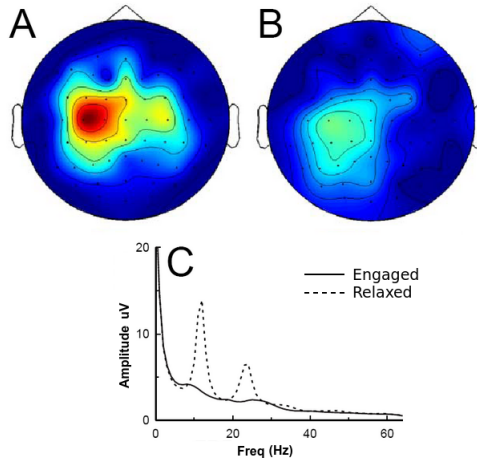 A B
C
Engaged
Relaxed
20
10
0
Amplitude uV
0 20 40 60
Freq (Hz)